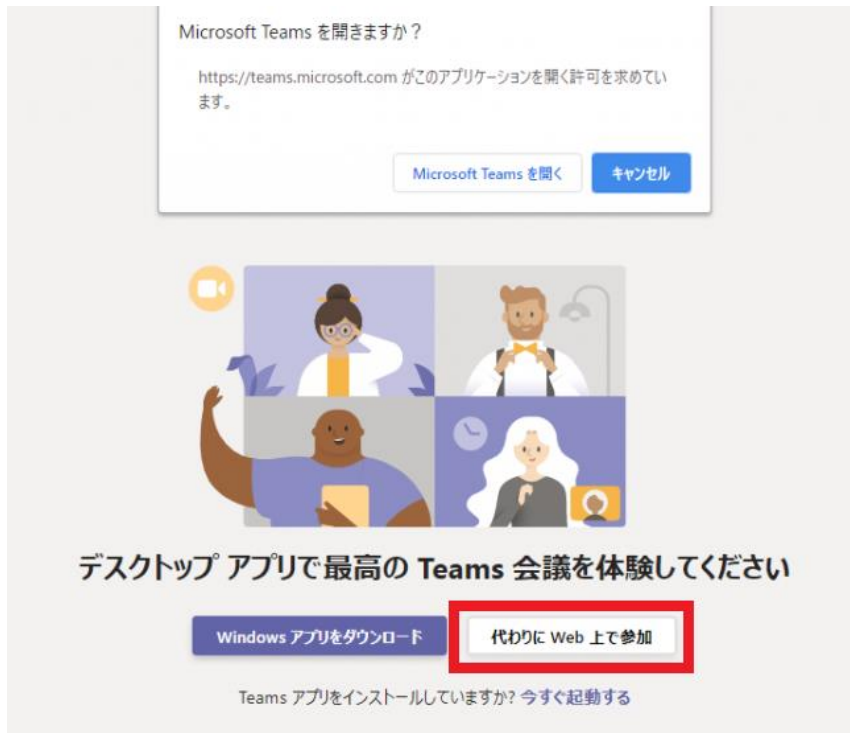 Microsoft Teams を開きますか？
https://teams.microsoft.com がこのアプリケーションを開く許可を求めてい
ます。
Microsoft Teams を開く
キャンセル
デスクトップ アプリで最高の Teams 会議を体験してください
Windows アプリをダウンロード
代わりに Web 上で参加
Teams アプリをインストールしていますか? 今すぐ起動する